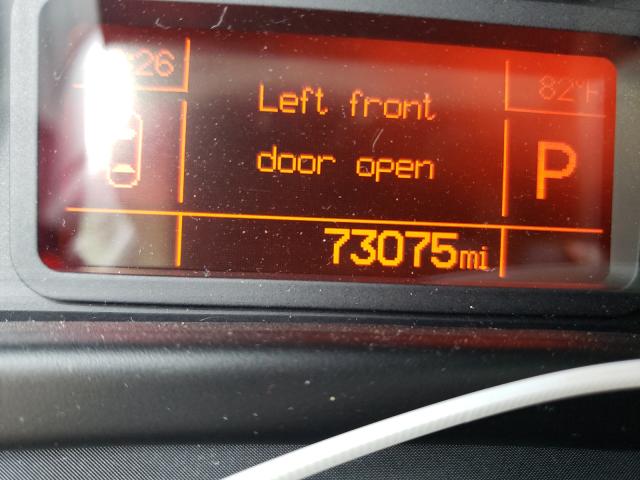 82°F
Left front
door open
P
73075mi